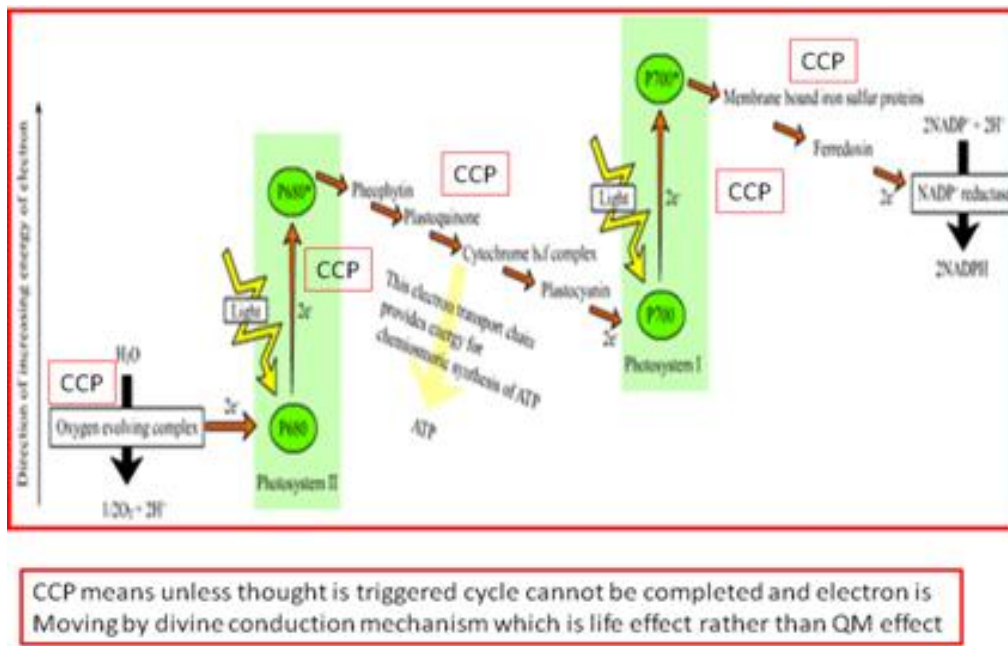 CCP
P700*
Membrane bound iron sulfur proteins
Ferredoxin
2NADP⁺ + 2H⁺
2e⁻
NADP⁺ reductase
2NADPH
CCP
Light
2e⁻
P700
Photosystem I
CCP
P680*
Pheophytin
Plastoquinone
Cytochrome
complex
Plastocyanin
2e⁻
CCP
Light
2e⁻
This electron transport chain
provides energy for
chemiosmotic synthesis of ATP
ATP
P680
Photosystem II
CCP
H₂O
Oxygen evolving complex
2e⁻
1/2O₂ + 2H⁺
Direction of increasing energy of electron
CCP means unless thought is triggered cycle cannot be completed and electron is
Moving by divine conduction mechanism which is life effect rather than QM effect